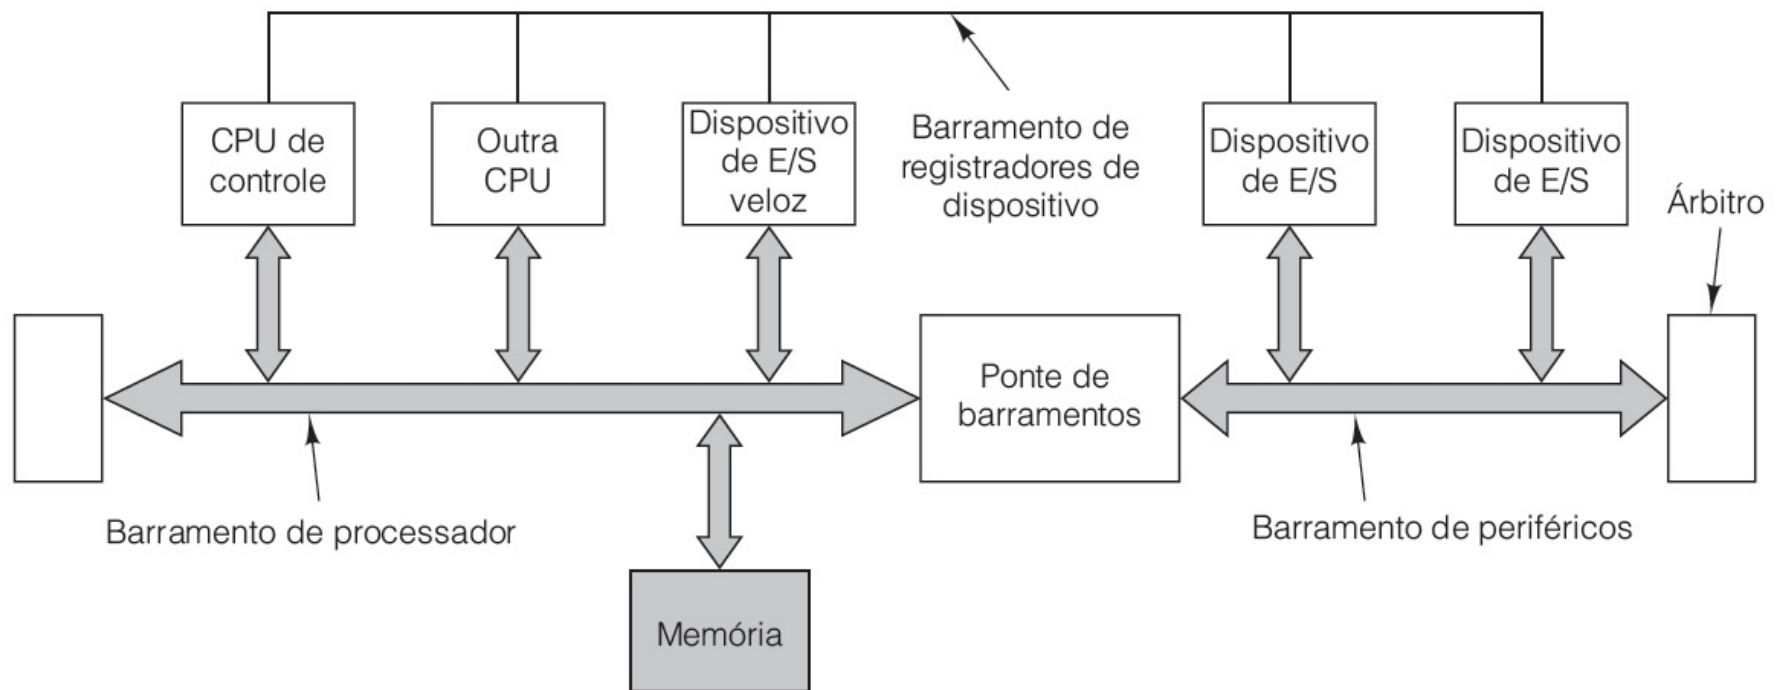 CPU de
controle
Outra
CPU
Dispositivo
de E/S
veloz
Barramento de
registradores de
dispositivo
Dispositivo
de E/S
Dispositivo
de E/S
Árbitro
Ponte de
barramentos
Barramento de processador
Barramento de periféricos
Memória